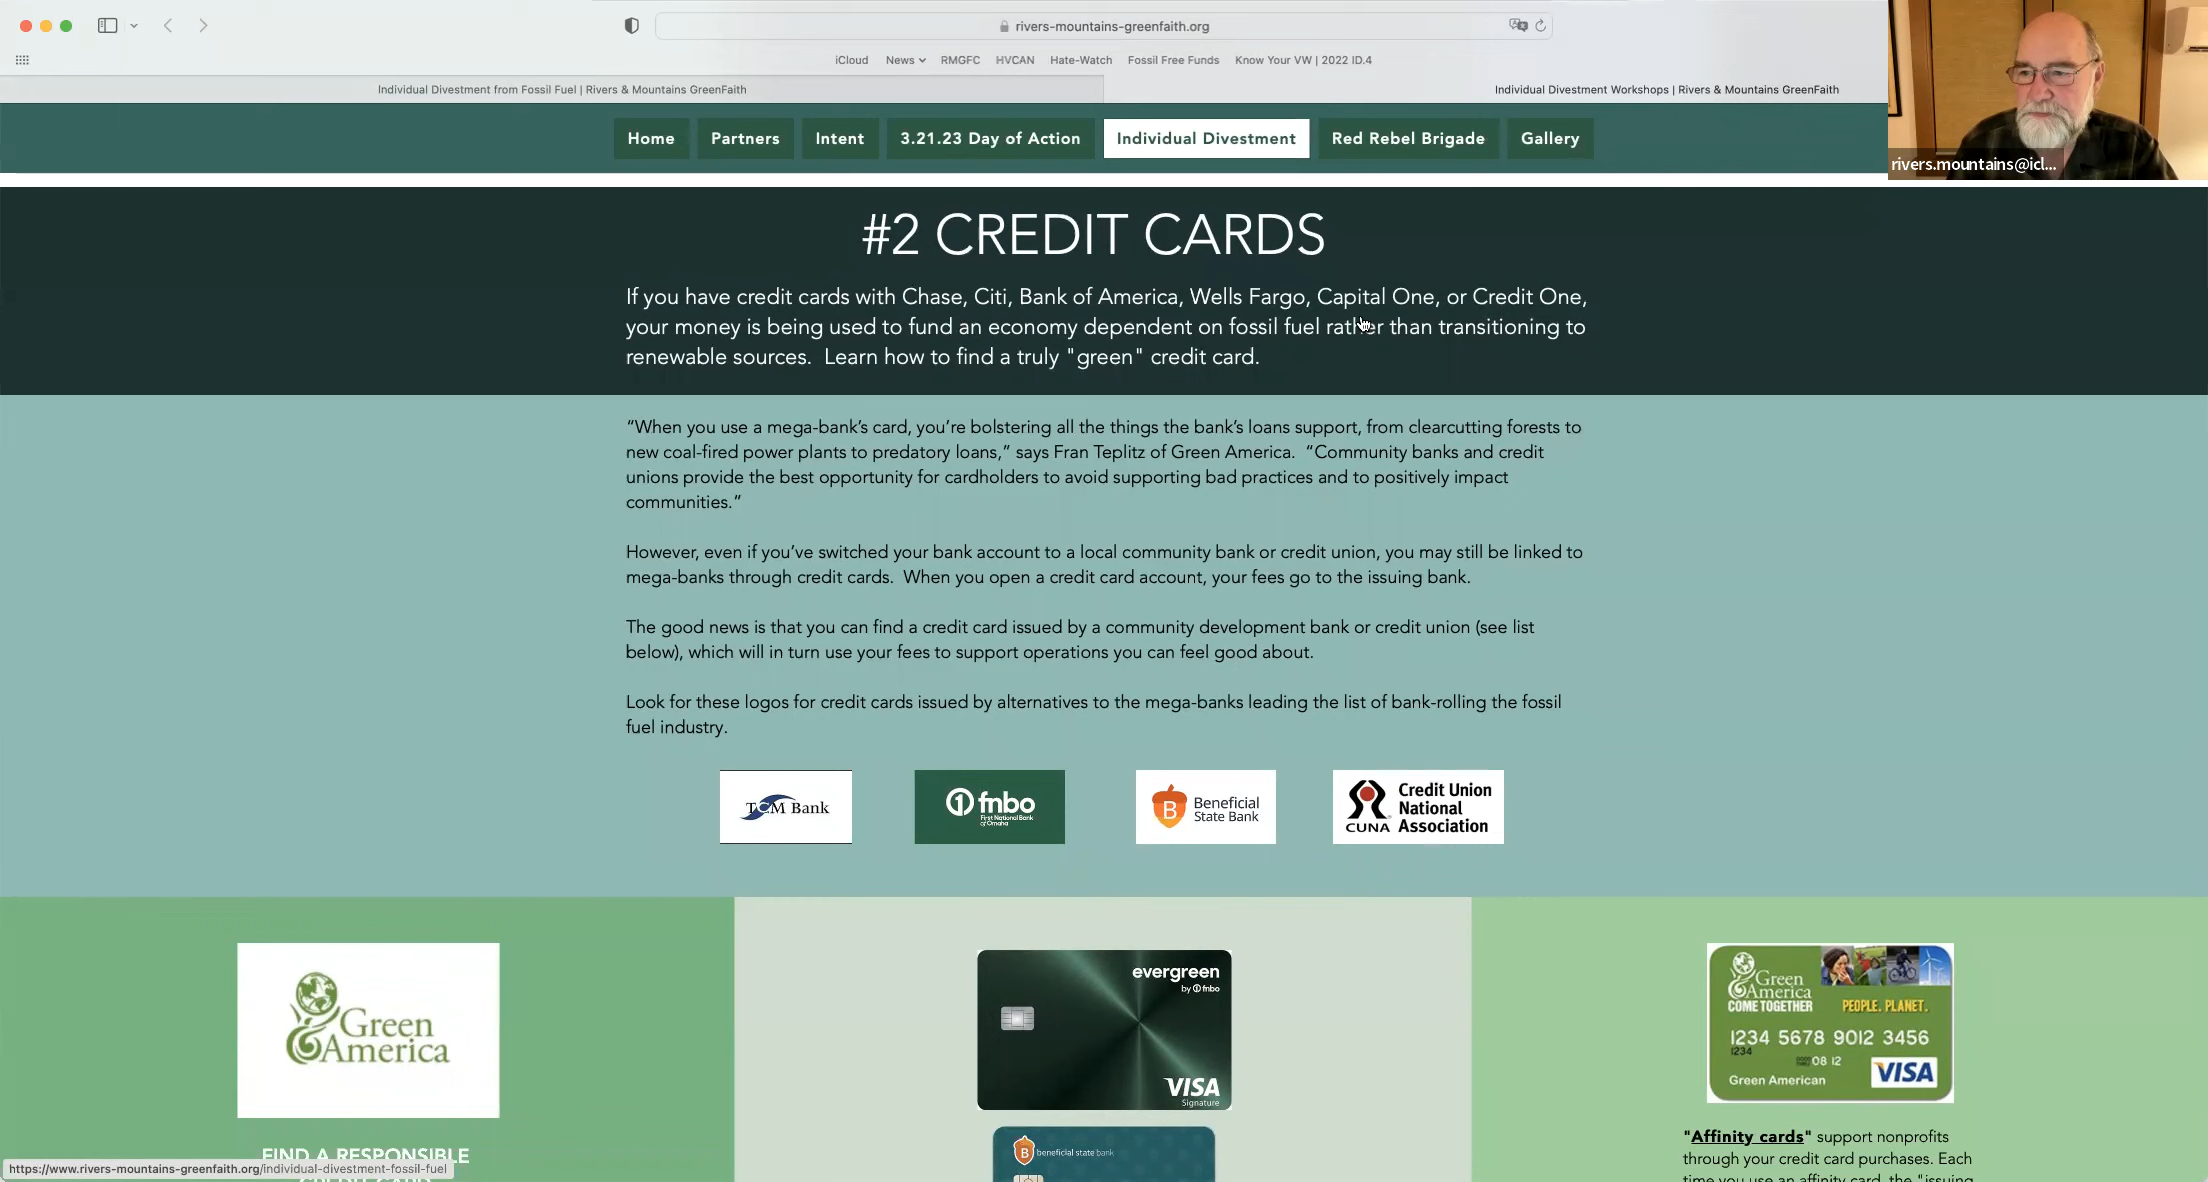 rivers-mountains-greenfaith.org
iCloud News RMGFC HVCAN Hate-Watch Fossil Free Funds Know Your VW | 2022 ID.4
Individual Divestment from Fossil Fuel | Rivers & Mountains GreenFaith
Individual Divestment Workshops | Rivers & Mountains GreenFaith
Home Partners Intent 3.21.23 Day of Action Individual Divestment Red Rebel Brigade Gallery
rivers.mountains@icl...
#2 CREDIT CARDS
If you have credit cards with Chase, Citi, Bank of America, Wells Fargo, Capital One, or Credit One,
your money is being used to fund an economy dependent on fossil fuel rather than transitioning to
renewable sources.  Learn how to find a truly "green" credit card.
“When you use a mega-bank’s card, you’re bolstering all the things the bank’s loans support, from clearcutting forests to
new coal-fired power plants to predatory loans,” says Fran Teplitz of Green America.  “Community banks and credit
unions provide the best opportunity for cardholders to avoid supporting bad practices and to positively impact
communities.”
However, even if you’ve switched your bank account to a local community bank or credit union, you may still be linked to
mega-banks through credit cards.  When you open a credit card account, your fees go to the issuing bank.
The good news is that you can find a credit card issued by a community development bank or credit union (see list
below), which will in turn use your fees to support operations you can feel good about.
Look for these logos for credit cards issued by alternatives to the mega-banks leading the list of bank-rolling the fossil
fuel industry.
TCM Bank
fnbo
First National Bank
of Omaha
B
Beneficial
State Bank
CUNA
Credit Union
National
Association
Green
America
FIND A RESPONSIBLE
CREDIT CARD
https://www.rivers-mountains-greenfaith.org/individual-divestment-fossil-fuel
evergreen
by fnbo
VISA
Signature
B
beneficial state bank
Green
America
COME TOGETHER
PEOPLE. PLANET.
1234 5678 9012 3456
1234
08 12
Green American
VISA
"Affinity cards" support nonprofits
through your credit card purchases. Each
time you use an affinity card, the "issuing